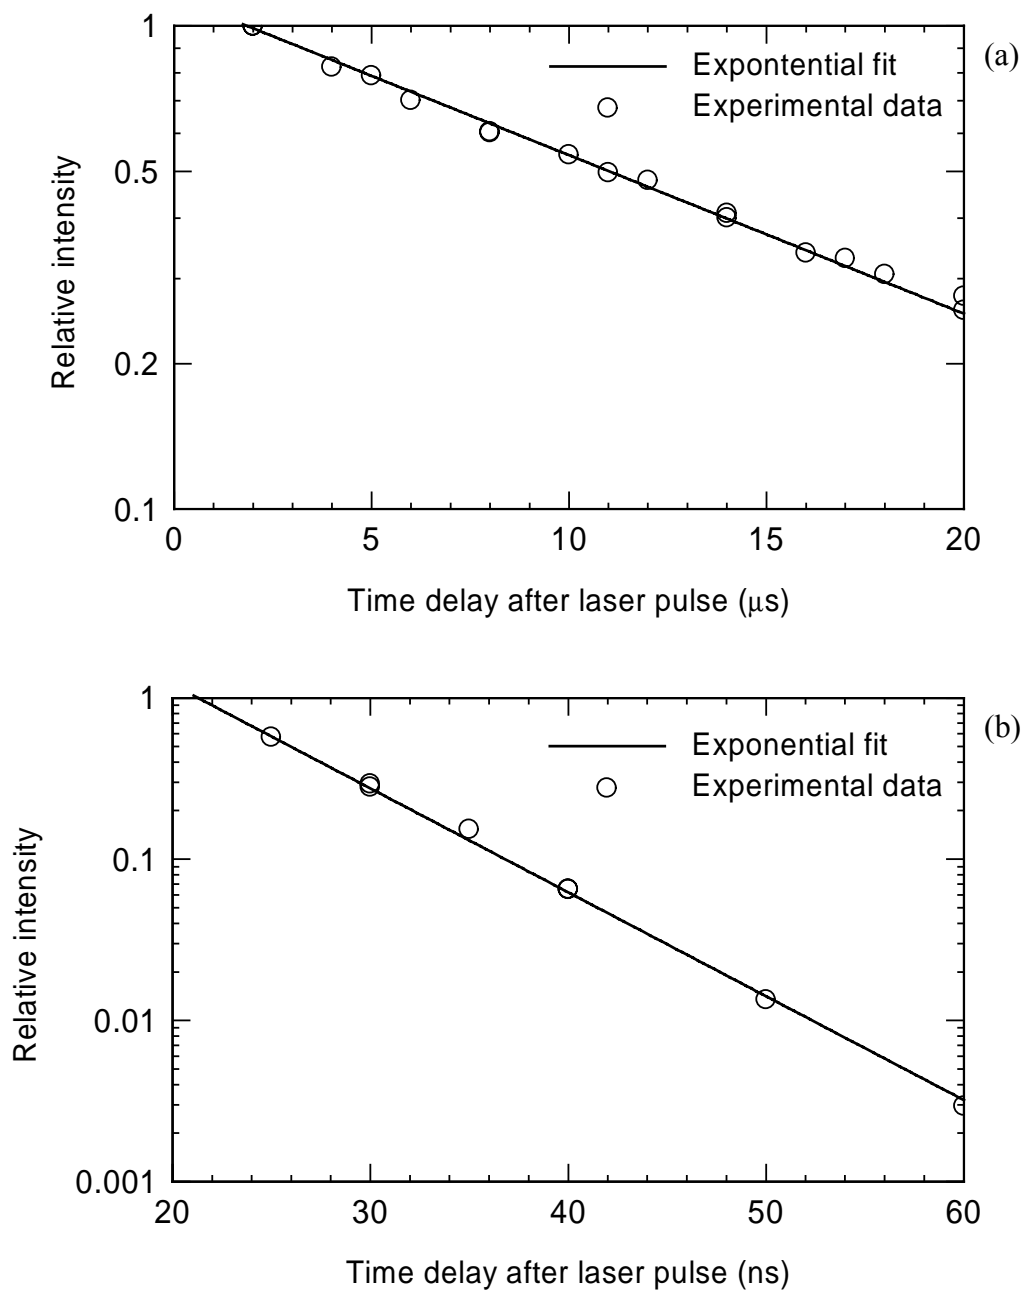 1
Expontential fit
(a)
Experimental data
0.5
Relative intensity
0.2
0.1
0 5 10 15 20
Time delay after laser pulse (μs)
1
Exponential fit
(b)
Experimental data
0.1
Relative intensity
0.01
0.001
20 30 40 50 60
Time delay after laser pulse (ns)